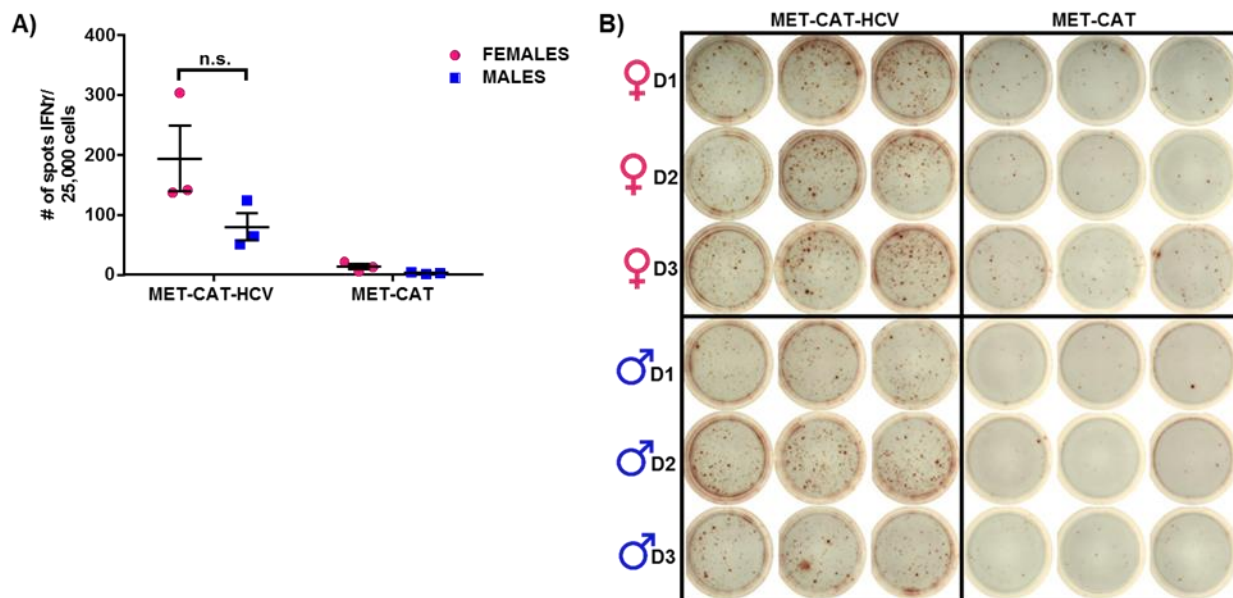 A)
400
300
200
100
0
# of spots IFNγ/
25,000 cells
n.s.
FEMALES
MALES
MET-CAT-HCV MET-CAT
B)
MET-CAT-HCV MET-CAT
D1
D2
D3
D1
D2
D3